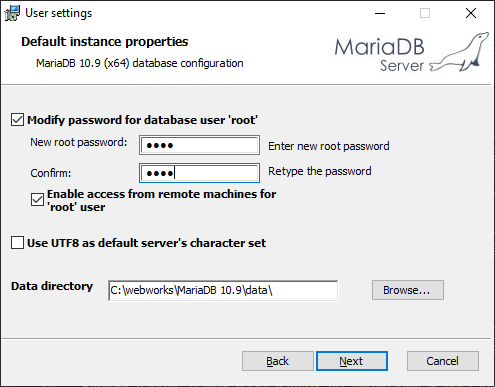 User settings
Default instance properties
MariaDB 10.9 (x64) database configuration
MariaDB
Server
Modify password for database user 'root'
New root password: ●●●● Enter new root password
Confirm: ●●●● Retype the password
Enable access from remote machines for
'root' user
Use UTF8 as default server's character set
Data directory C:\webworks\MariaDB 10.9\data\ Browse...
Back Next Cancel